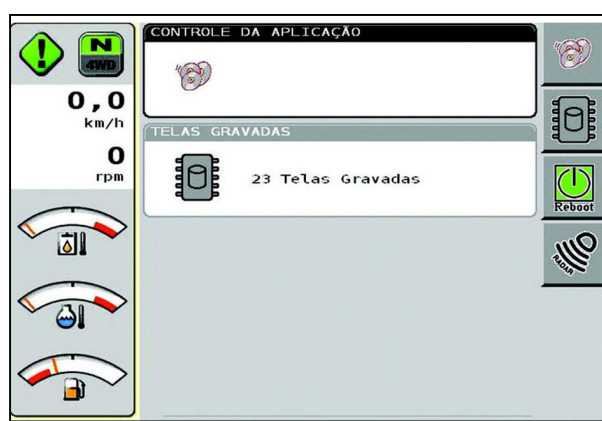 N
4WD
0,0
km/h
0
rpm
CONTROLE DA APLICAÇÃO
TELAS GRAVADAS
23 Telas Gravadas
Reboot
RADAR